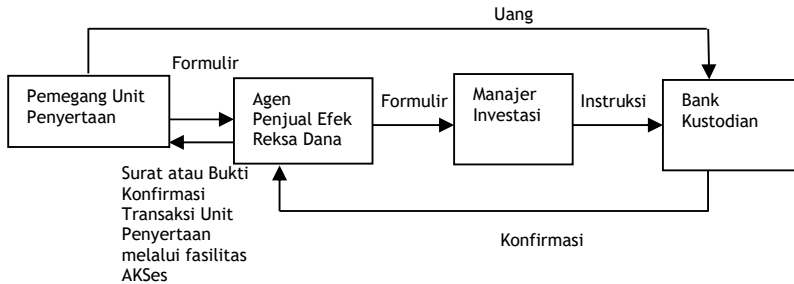 Uang
Formulir
Pemegang Unit
Penyertaan
Agen
Penjual Efek
Reksa Dana
Formulir
Manajer
Investasi
Instruksi
Bank
Kustodian
Surat atau Bukti
Konfirmasi
Transaksi Unit
Penyertaan
melalui fasilitas
AKSes
Konfirmasi